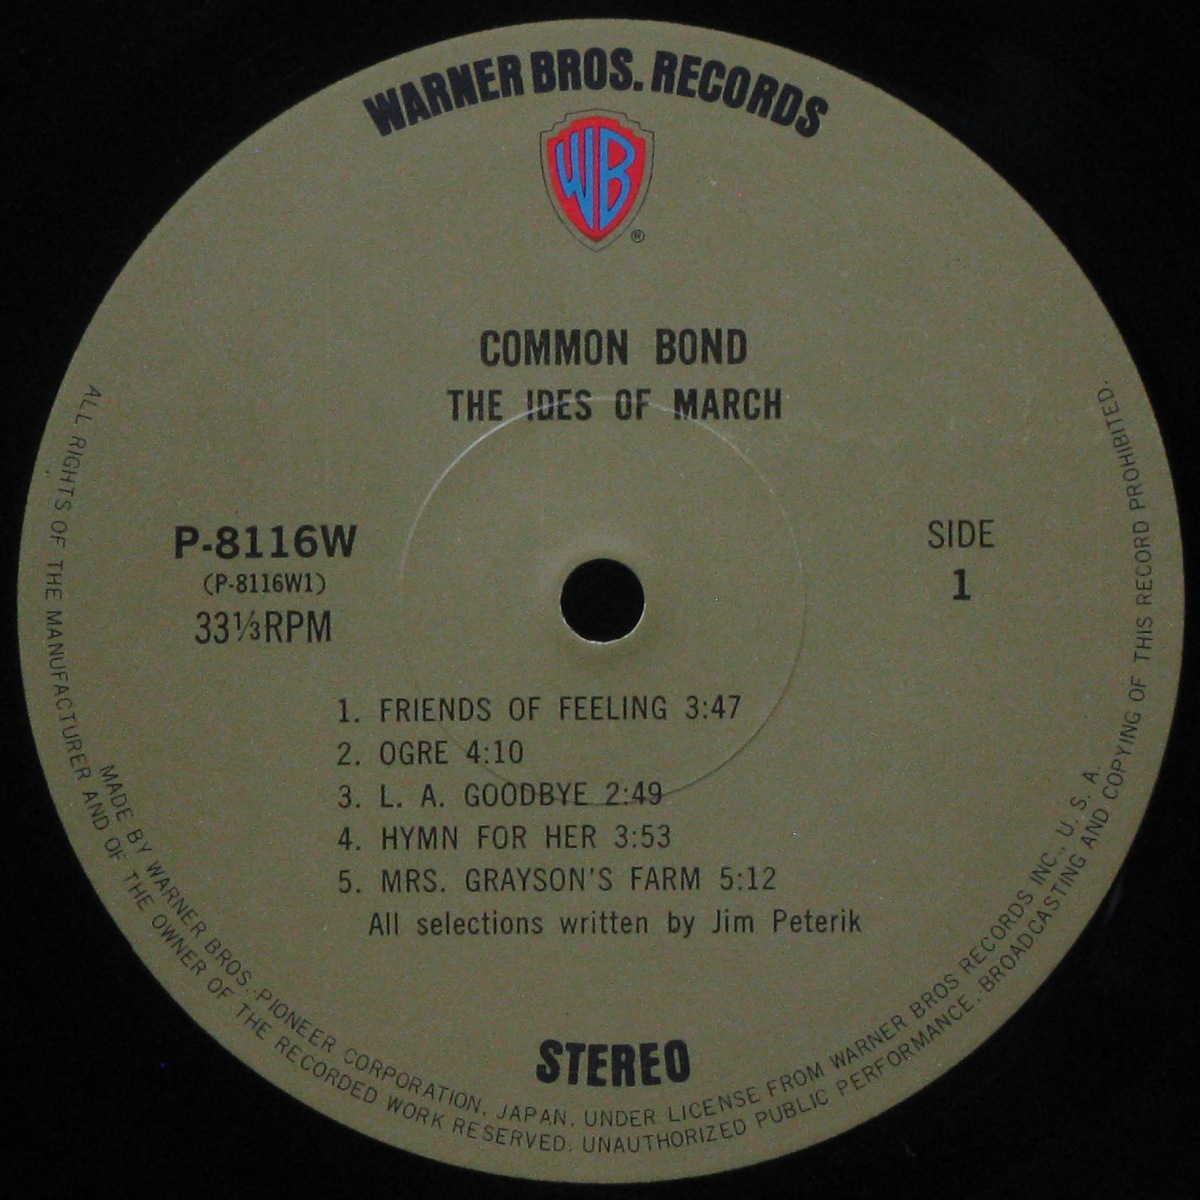 WARNER BROS. RECORDS
WB
®
COMMON BOND
THE IDES OF MARCH
P-8116W
(P-8116W1)
33⅓RPM
SIDE
1
1. FRIENDS OF FEELING 3:47
2. OGRE 4:10
3. L. A. GOODBYE 2:49
4. HYMN FOR HER 3:53
5. MRS. GRAYSON'S FARM 5:12
All selections written by Jim Peterik
STEREO
MADE BY WARNER BROS. PIONEER CORPORATION, JAPAN, UNDER LICENSE FROM WARNER BROS RECORDS INC., U. S. A.
ALL RIGHTS OF THE MANUFACTURER AND OF THE OWNER OF THE RECORDED WORK RESERVED. UNAUTHORIZED PUBLIC PERFORMANCE, BROADCASTING AND COPYING OF THIS RECORD PROHIBITED.